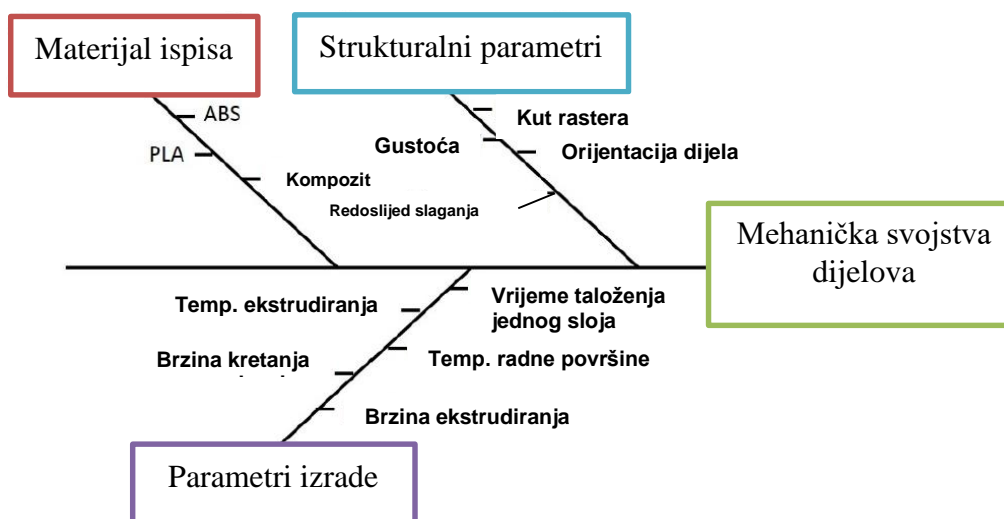 Materijal ispisa
Strukturalni parametri
ABS
PLA
Kompozit
Kut rastera
Gustoća
Orijentacija dijela
Redoslijed slaganja
Mehanička svojstva
dijelova
Temp. ekstrudiranja
Vrijeme taloženja
jednog sloja
Brzina kretanja
Temp. radne površine
Brzina ekstrudiranja
Parametri izrade